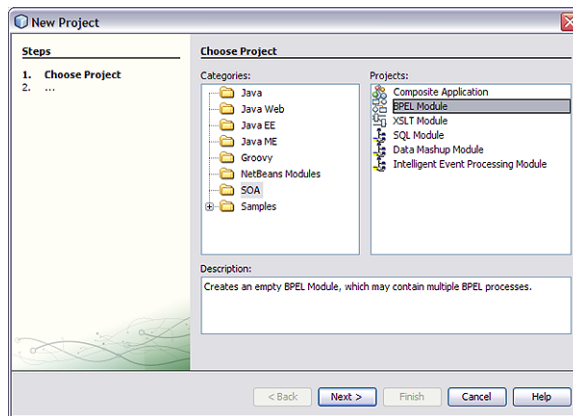 New Project
Steps
1. Choose Project
2. ...
Choose Project
Categories:
Java
Java Web
Java EE
Java ME
Groovy
NetBeans Modules
SOA
Samples
Projects:
Composite Application
BPEL Module
XSLT Module
SQL Module
Data Mashup Module
Intelligent Event Processing Module
Description:
Creates an empty BPEL Module, which may contain multiple BPEL processes.
< Back
Next >
Finish
Cancel
Help